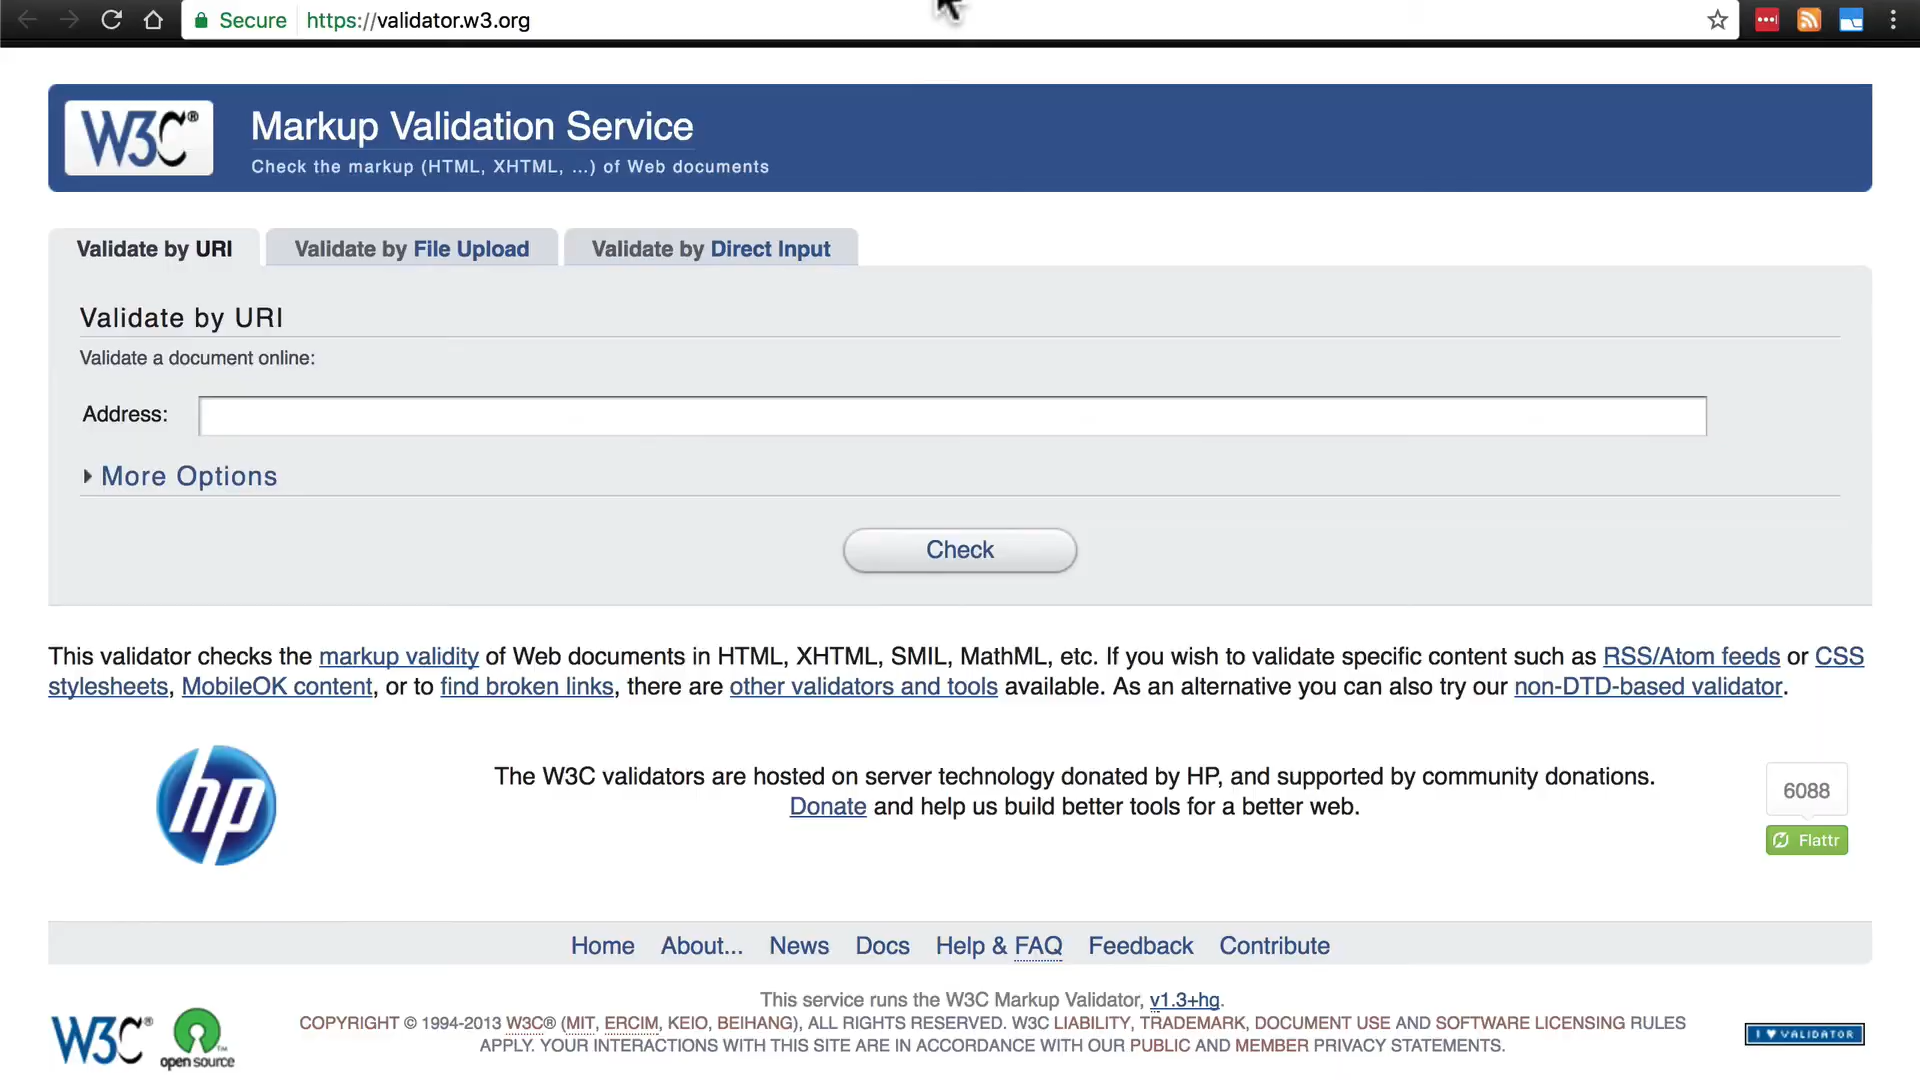 Secure https://validator.w3.org
W3C®
Markup Validation Service
Check the markup (HTML, XHTML, ...) of Web documents
Validate by URI
Validate by File Upload
Validate by Direct Input
Validate by URI
Validate a document online:
Address:
More Options
Check
This validator checks the markup validity of Web documents in HTML, XHTML, SMIL, MathML, etc. If you wish to validate specific content such as RSS/Atom feeds or CSS
stylesheets, MobileOK content, or to find broken links, there are other validators and tools available. As an alternative you can also try our non-DTD-based validator.
hp
The W3C validators are hosted on server technology donated by HP, and supported by community donations.
Donate and help us build better tools for a better web.
6088
Flattr
Home About... News Docs Help & FAQ Feedback Contribute
This service runs the W3C Markup Validator, v1.3+hg.
W3C®
open source™
COPYRIGHT © 1994-2013 W3C® (MIT, ERCIM, KEIO, BEIHANG), ALL RIGHTS RESERVED. W3C LIABILITY, TRADEMARK, DOCUMENT USE AND SOFTWARE LICENSING RULES
APPLY. YOUR INTERACTIONS WITH THIS SITE ARE IN ACCORDANCE WITH OUR PUBLIC AND MEMBER PRIVACY STATEMENTS.
I ♥ VALIDATOR